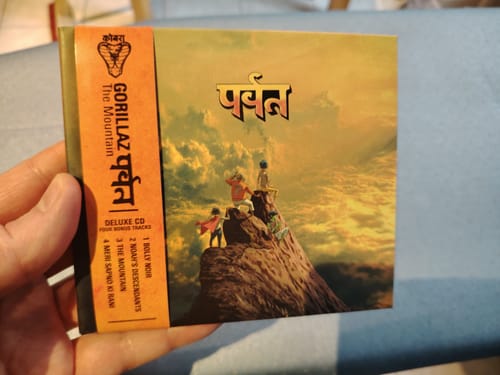 कोबरा
GORILLAZ पर्वत
The Mountain
DELUXE CD
FOUR BONUS TRACKS
1 BOLLY NOIR
2 NOAH'S DESCENDANTS
3 THE MOUNTAIN
4 MERI SAPNO KI RANI
पर्वत